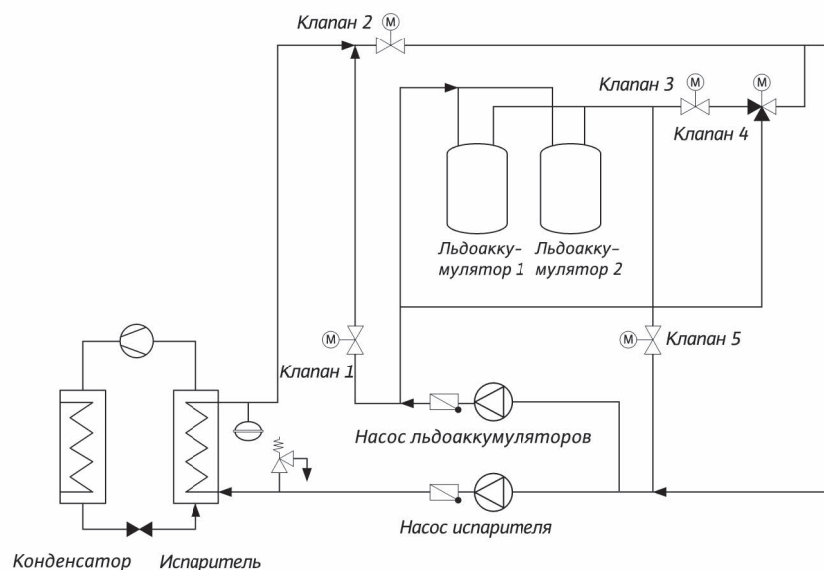 Клапан 2
М
Клапан 3
М
М
Клапан 4
Льдоакку-
мулятор 1
Льдоакку-
мулятор 2
М
Клапан 1
М
Клапан 5
Насос льдоаккумуляторов
Насос испарителя
Конденсатор
Испаритель